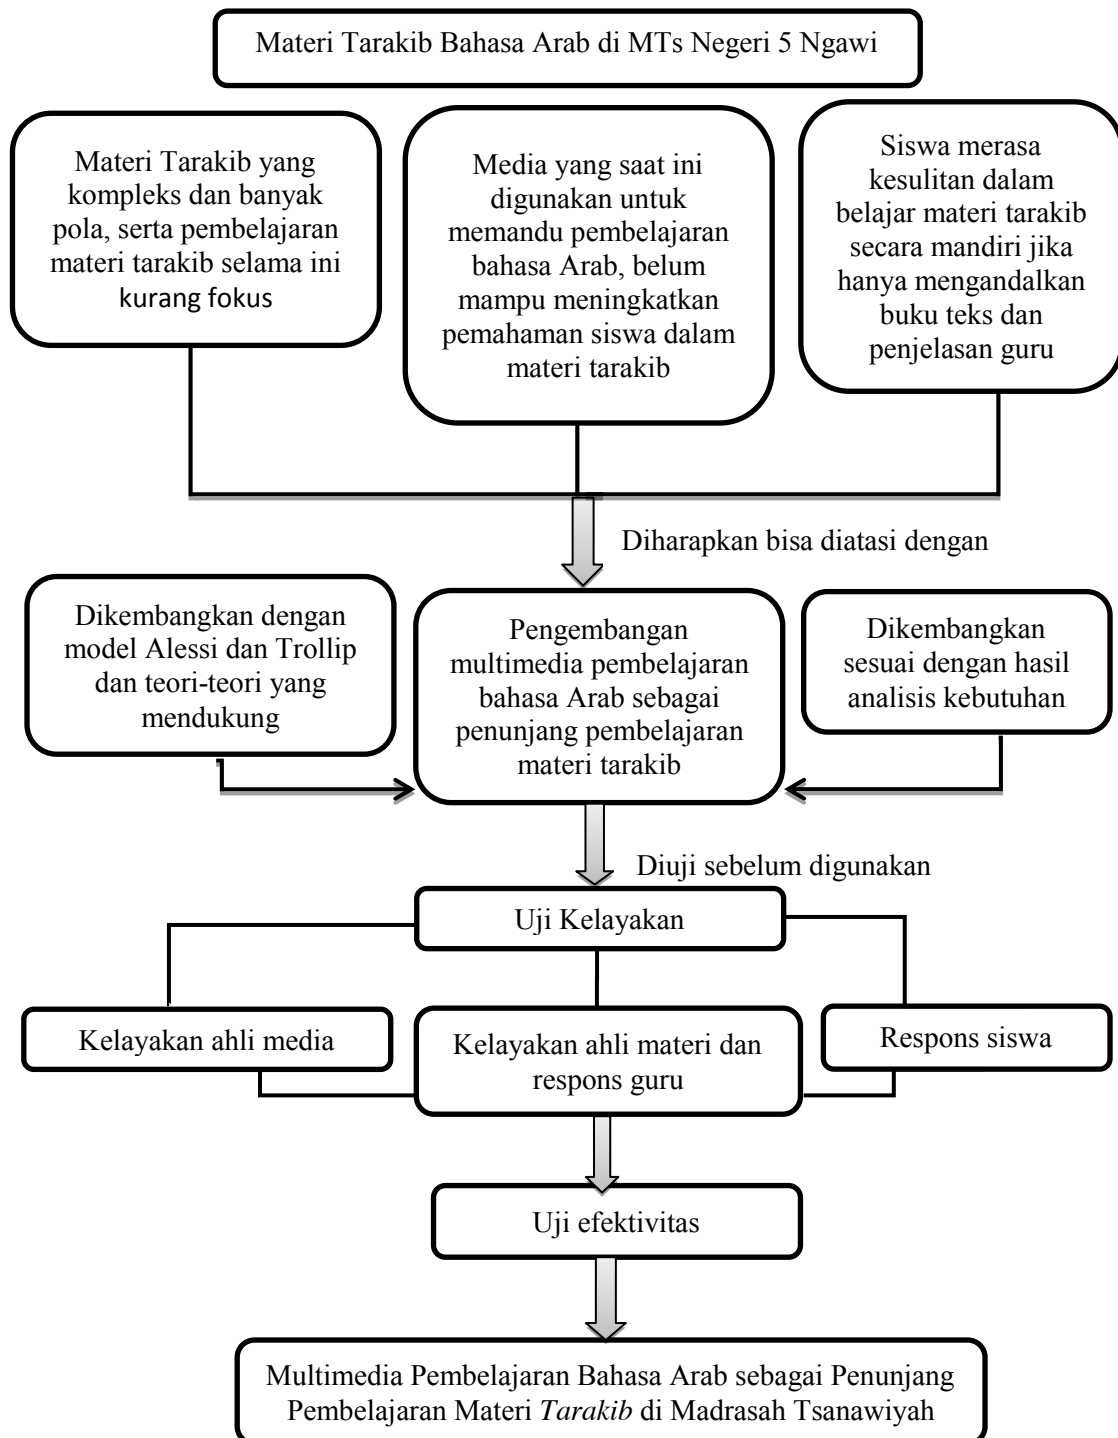 Materi Tarakib Bahasa Arab di MTs Negeri 5 Ngawi
Materi Tarakib yang
kompleks dan banyak
pola, serta pembelajaran
materi tarakib selama ini
kurang fokus
Media yang saat ini
digunakan untuk
memandu pembelajaran
bahasa Arab, belum
mampu meningkatkan
pemahaman siswa dalam
materi tarakib
Siswa merasa
kesulitan dalam
belajar materi tarakib
secara mandiri jika
hanya mengandalkan
buku teks dan
penjelasan guru
Diharapkan bisa diatasi dengan
Dikembangkan dengan
model Alessi dan Trollip
dan teori-teori yang
mendukung
Pengembangan
multimedia pembelajaran
bahasa Arab sebagai
penunjang pembelajaran
materi tarakib
Dikembangkan
sesuai dengan hasil
analisis kebutuhan
Diuji sebelum digunakan
Uji Kelayakan
Kelayakan ahli media
Kelayakan ahli materi dan
respons guru
Respons siswa
Uji efektivitas
Multimedia Pembelajaran Bahasa Arab sebagai Penunjang
Pembelajaran Materi Tarakib di Madrasah Tsanawiyah